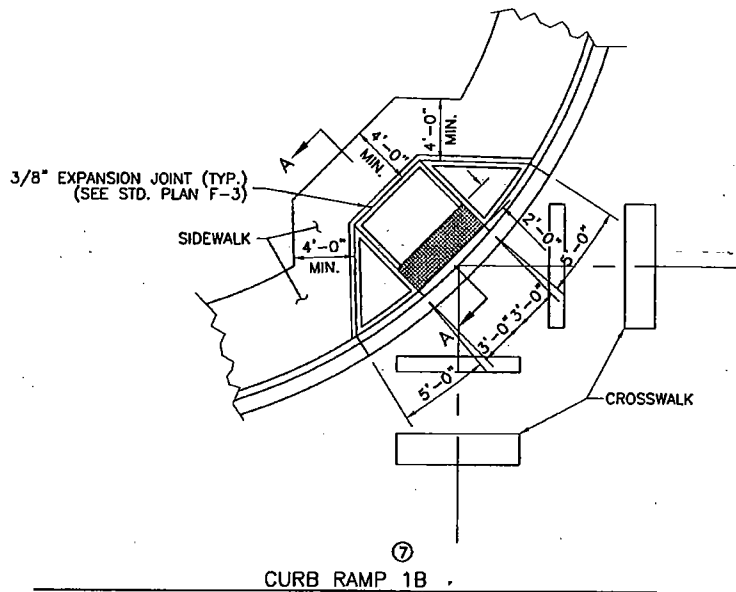 4'-0"
MIN.
4'-0"
MIN.
A
3/8" EXPANSION JOINT (TYP.)
(SEE STD. PLAN F-3)
SIDEWALK
4'-0"
MIN.
2'-0"
5'-0"
3'-0"
3'-0"
A
5'-0"
CROSSWALK
7
CURB RAMP 1B